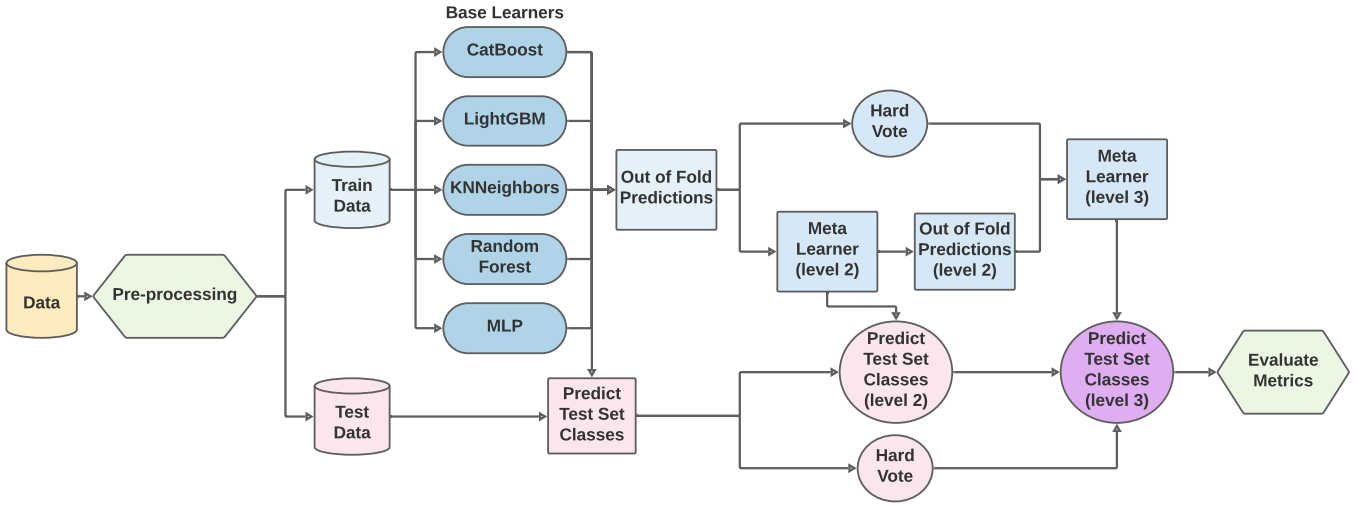 Base Learners
CatBoost
LightGBM
KNNeighbors
Random
Forest
MLP
Data
Pre-processing
Train
Data
Test
Data
Out of Fold
Predictions
Predict
Test Set
Classes
Hard
Vote
Meta
Learner
(level 2)
Out of Fold
Predictions
(level 2)
Meta
Learner
(level 3)
Predict
Test Set
Classes
(level 2)
Hard
Vote
Predict
Test Set
Classes
(level 3)
Evaluate
Metrics